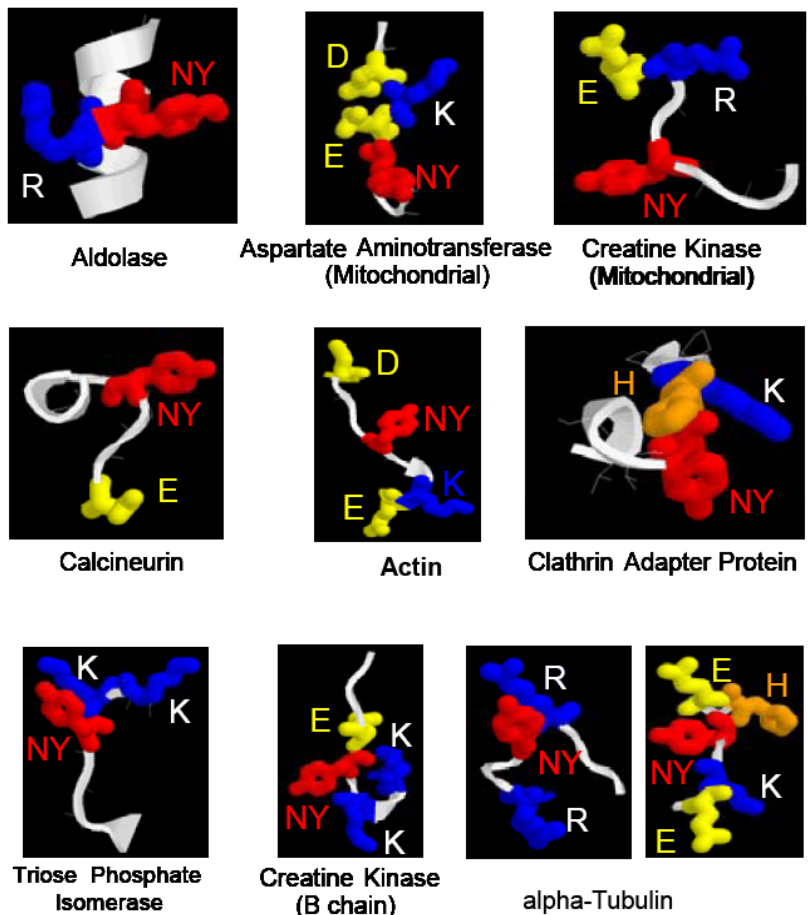 NY
R
Aldolase
D
K
E
NY
Aspartate Aminotransferase
(Mitochondrial)
E
R
NY
Creatine Kinase
(Mitochondrial)
NY
E
Calcineurin
D
NY
K
E
Actin
H
K
NY
Clathrin Adapter Protein
K
K
NY
Triose Phosphate
Isomerase
E
K
NY
K
Creatine Kinase
(B chain)
R
NY
R
E
H
NY
K
E
alpha-Tubulin